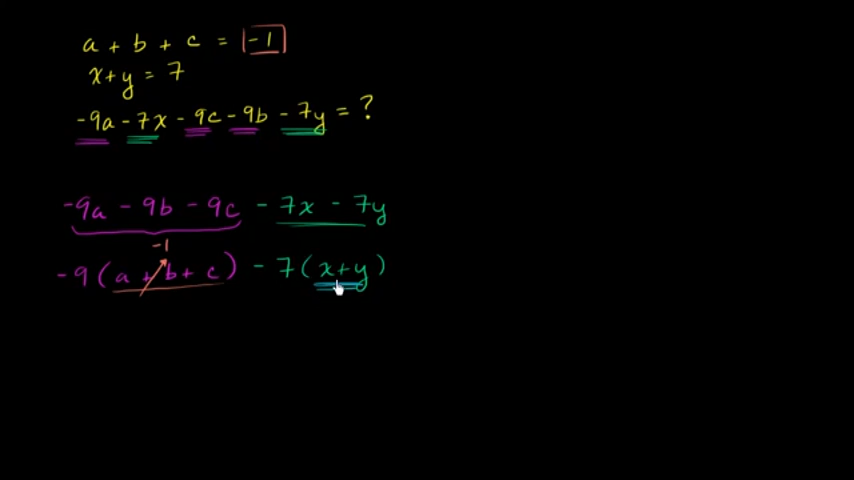 a + b + c = -1
x+y = 7
-9a - 7x - 9c - 9b - 7y = ?
-9a - 9b - 9c - 7x - 7y
-1
-9(a + b + c) - 7(x+y)